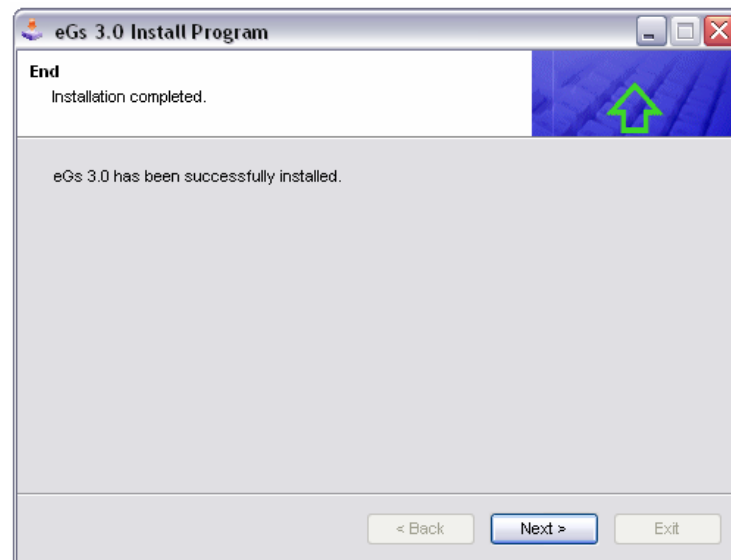 eGs 3.0 Install Program
End
Installation completed.
eGs 3.0 has been successfully installed.
< Back
Next >
Exit